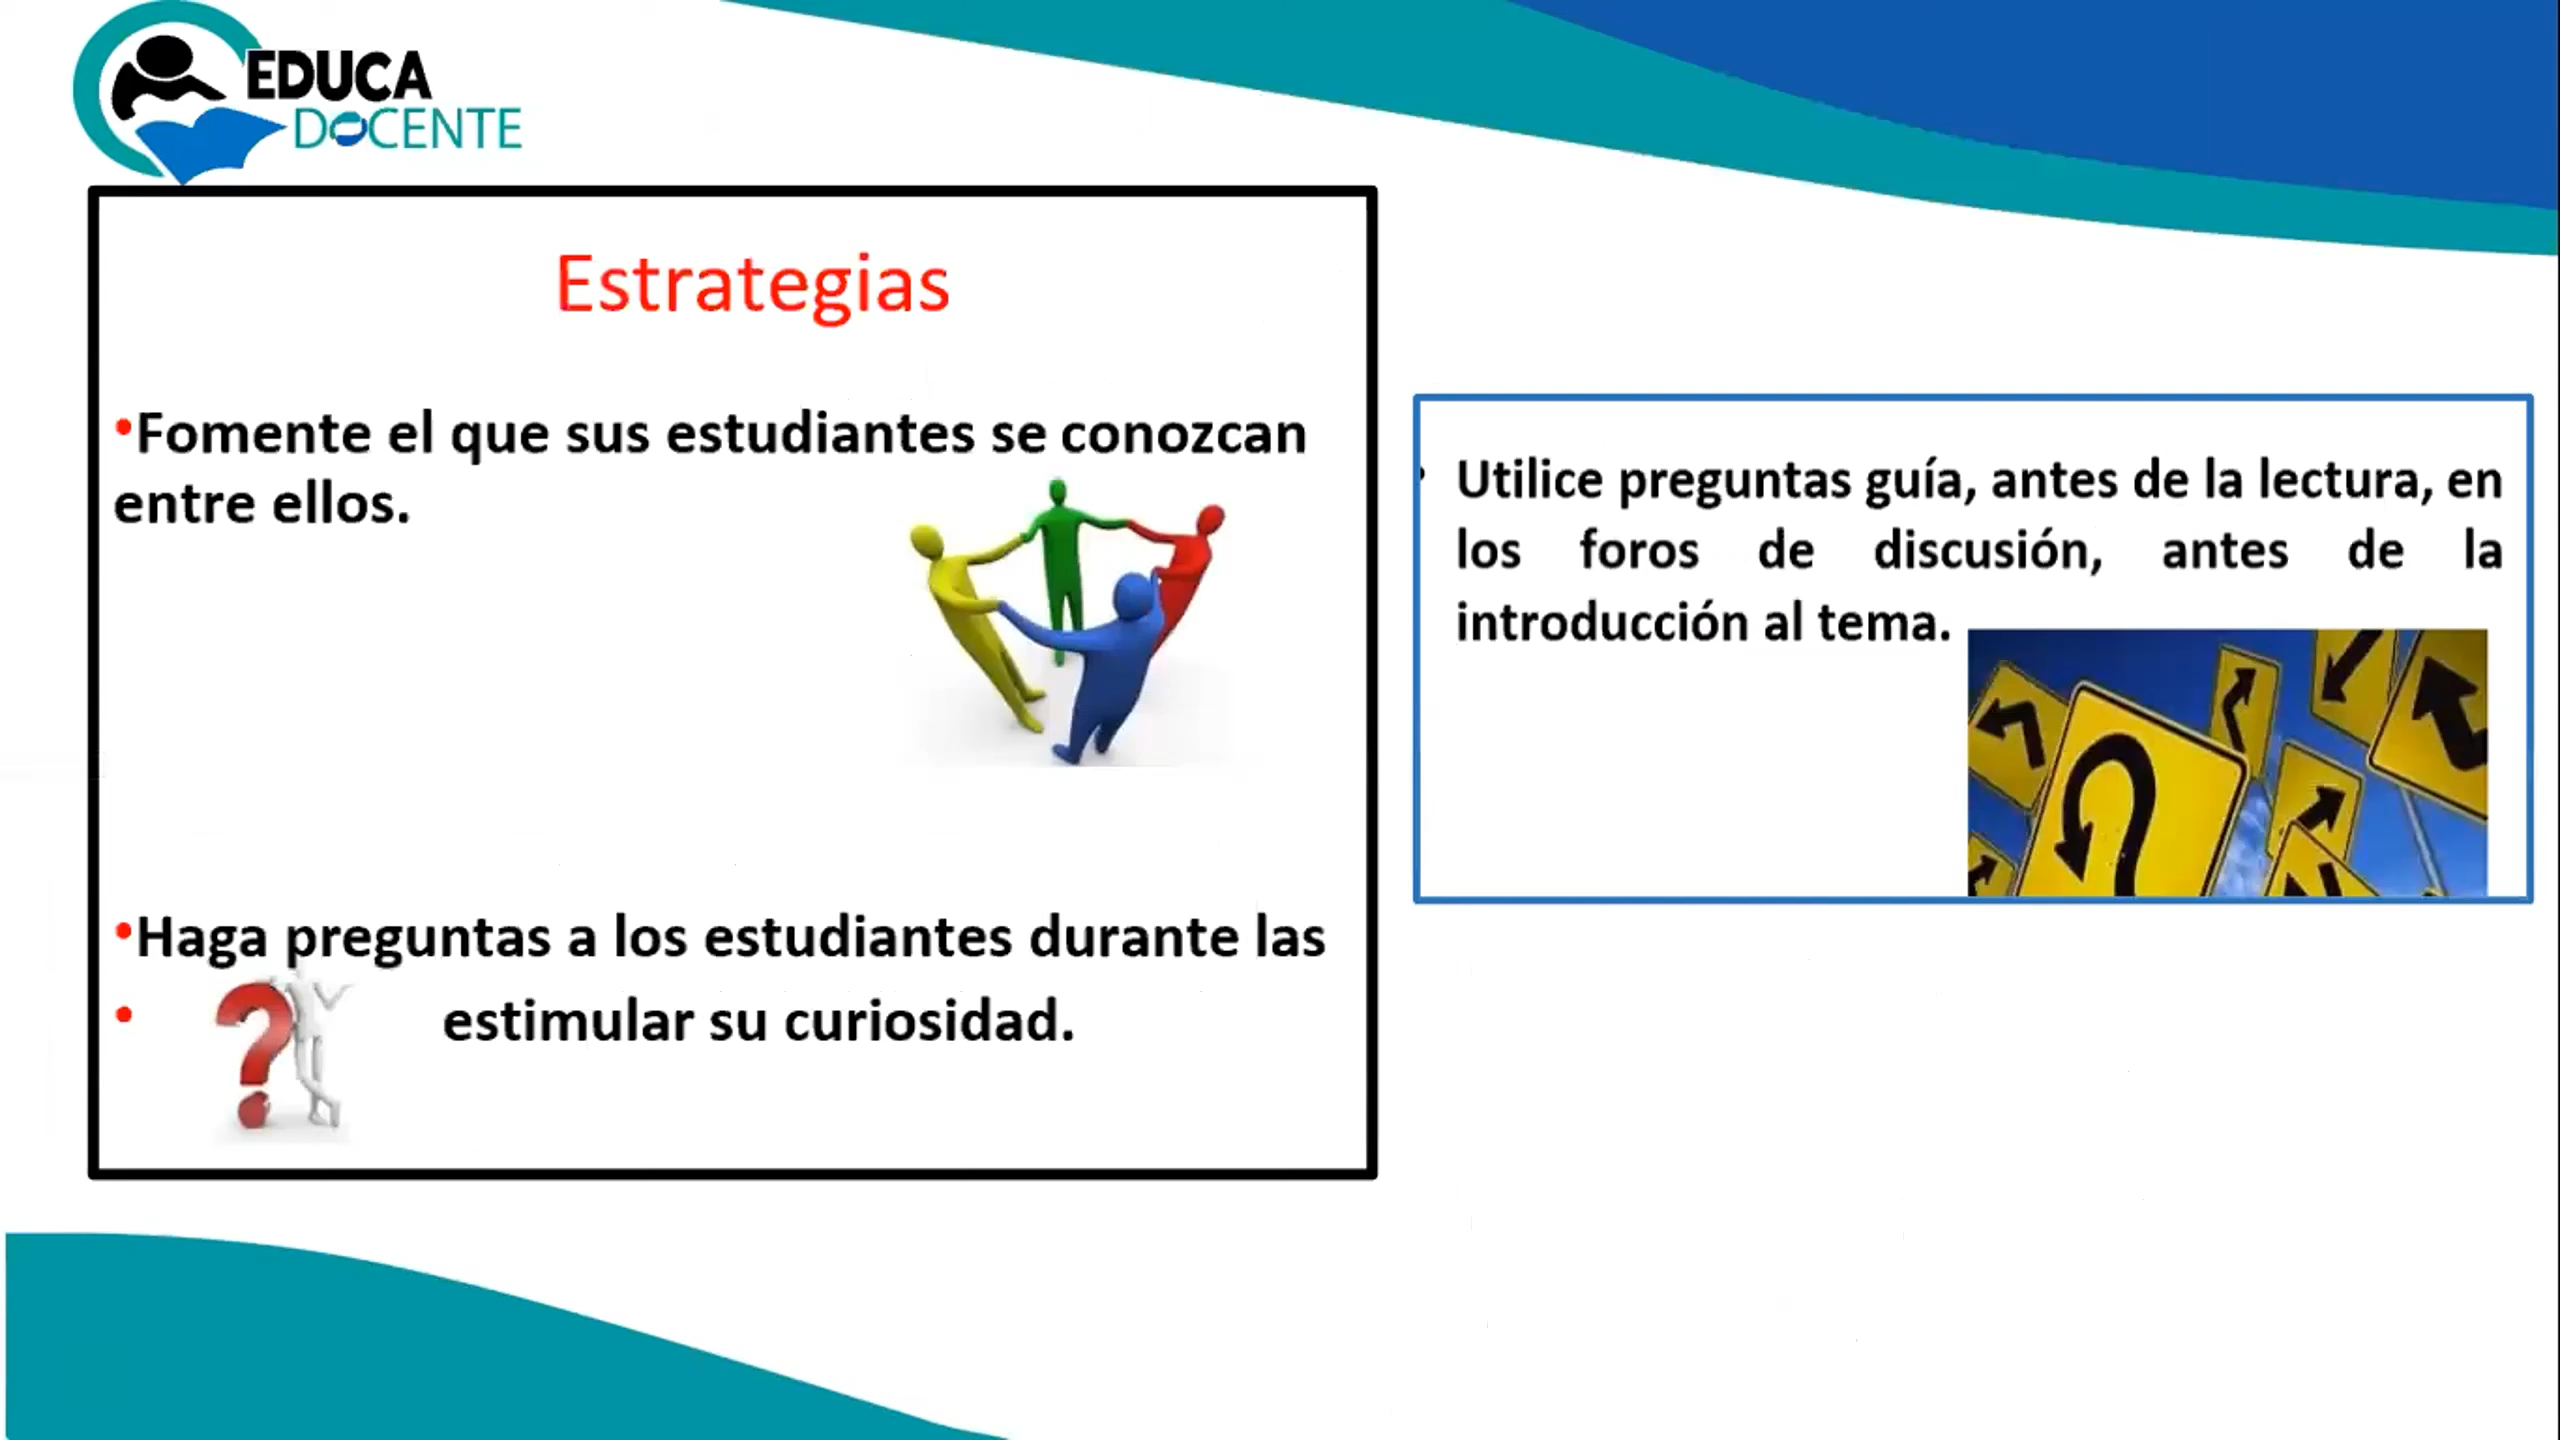 EDUCA
DOCENTE
Estrategias
•Fomente el que sus estudiantes se conozcan
entre ellos.
•Haga preguntas a los estudiantes durante las
• estimular su curiosidad.
• Utilice preguntas guía, antes de la lectura, en
los foros de discusión, antes de la
introducción al tema.